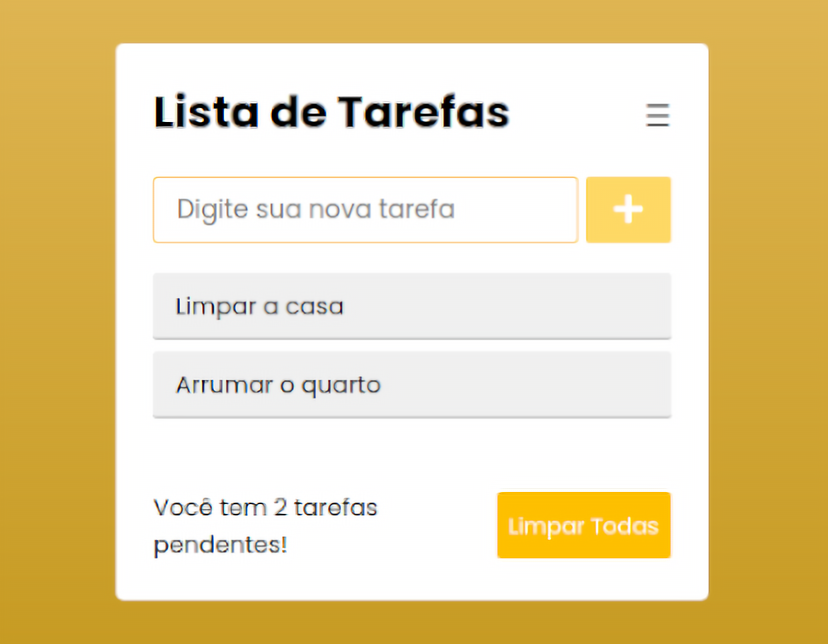 Lista de Tarefas
Digite sua nova tarefa
Limpar a casa
Arrumar o quarto
Você tem 2 tarefas
pendentes!
Limpar Todas